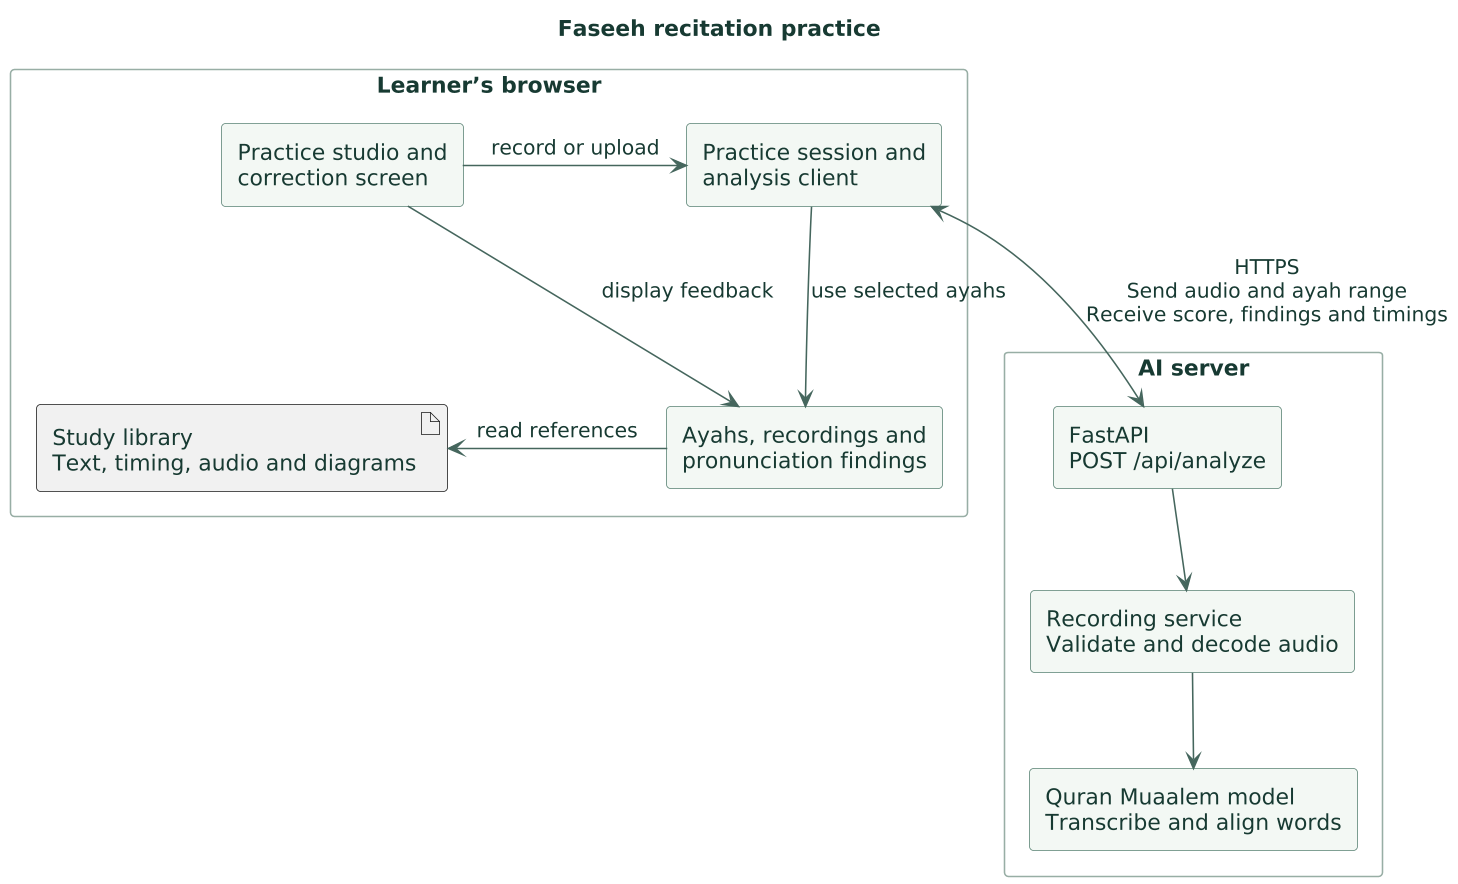 Faseeh recitation practice
Learner’s browser
Practice studio and
correction screen
record or upload
Practice session and
analysis client
HTTPS
Send audio and ayah range
Receive score, findings and timings
display feedback
use selected ayahs
Study library
Text, timing, audio and diagrams
read references
Ayahs, recordings and
pronunciation findings
AI server
FastAPI
POST /api/analyze
Recording service
Validate and decode audio
Quran Muaalem model
Transcribe and align words